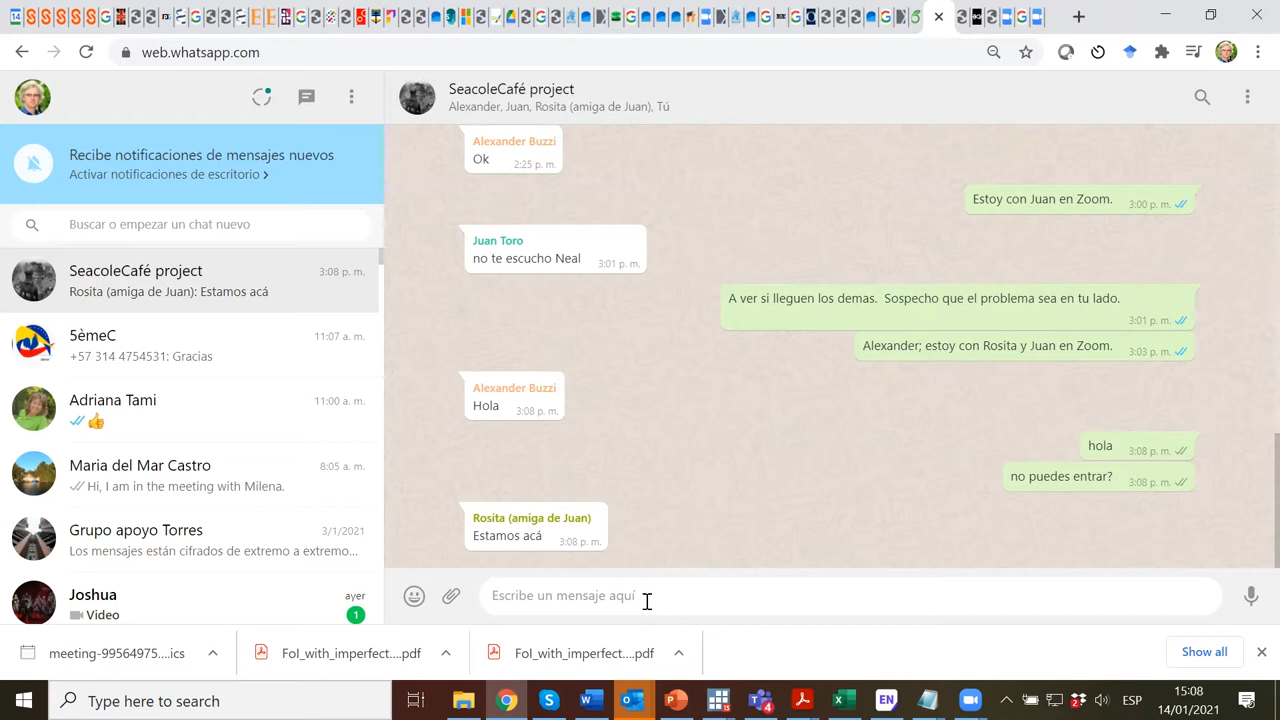 web.whatsapp.com
SeacoleCafé project
Alexander, Juan, Rosita (amiga de Juan), Tú
Recibe notificaciones de mensajes nuevos
Activar notificaciones de escritorio >
Buscar o empezar un chat nuevo
SeacoleCafé project
3:08 p. m.
Rosita (amiga de Juan): Estamos acá
5èmeC
11:07 a. m.
+57 314 4754531: Gracias
Adriana Tami
11:00 a. m.
Maria del Mar Castro
8:05 a. m.
Hi, I am in the meeting with Milena.
Grupo apoyo Torres
3/1/2021
Los mensajes están cifrados de extremo a extremo...
Joshua
ayer
Video
1
Alexander Buzzi
Ok
2:25 p. m.
Estoy con Juan en Zoom.
3:00 p. m.
Juan Toro
no te escucho Neal
3:01 p. m.
A ver si lleguen los demas.  Sospecho que el problema sea en tu lado.
3:01 p. m.
Alexander; estoy con Rosita y Juan en Zoom.
3:03 p. m.
Alexander Buzzi
Hola
3:08 p. m.
hola
3:08 p. m.
no puedes entrar?
3:08 p. m.
Rosita (amiga de Juan)
Estamos acá
3:08 p. m.
Escribe un mensaje aquí
meeting-99564975....ics
FoI_with_imperfect....pdf
FoI_with_imperfect....pdf
Show all
Type here to search
EN
ESP
15:08
14/01/2021